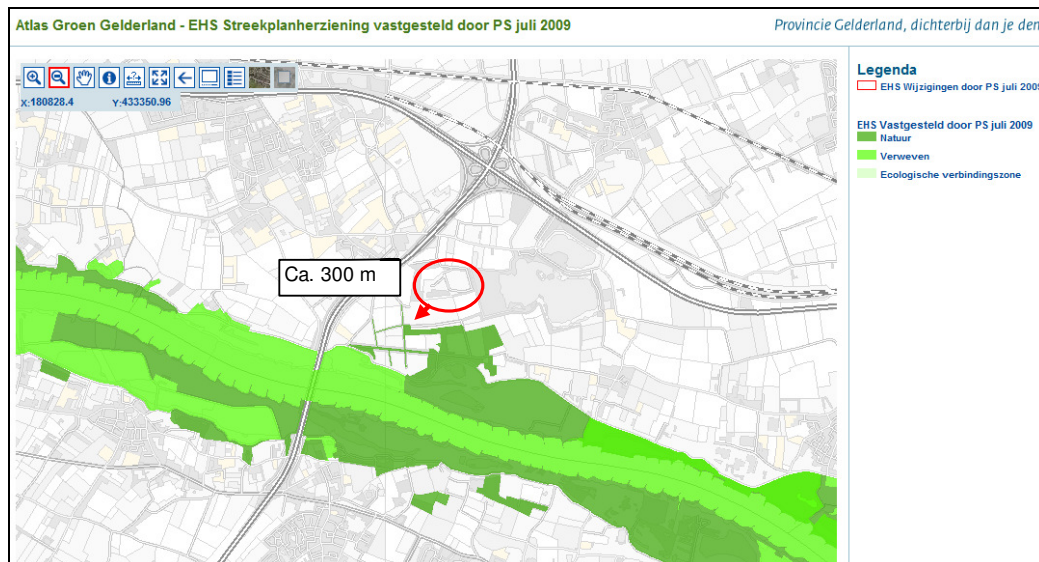 Atlas Groen Gelderland - EHS Streekplanherziening vastgesteld door PS juli 2009
Provincie Gelderland, dichterbij dan je den
X:180828.4 Y:433350.96
Legenda
EHS Wijzigingen door PS juli 2009
EHS Vastgesteld door PS juli 2009
Natuur
Verweven
Ecologische verbindingszone
Ca. 300 m